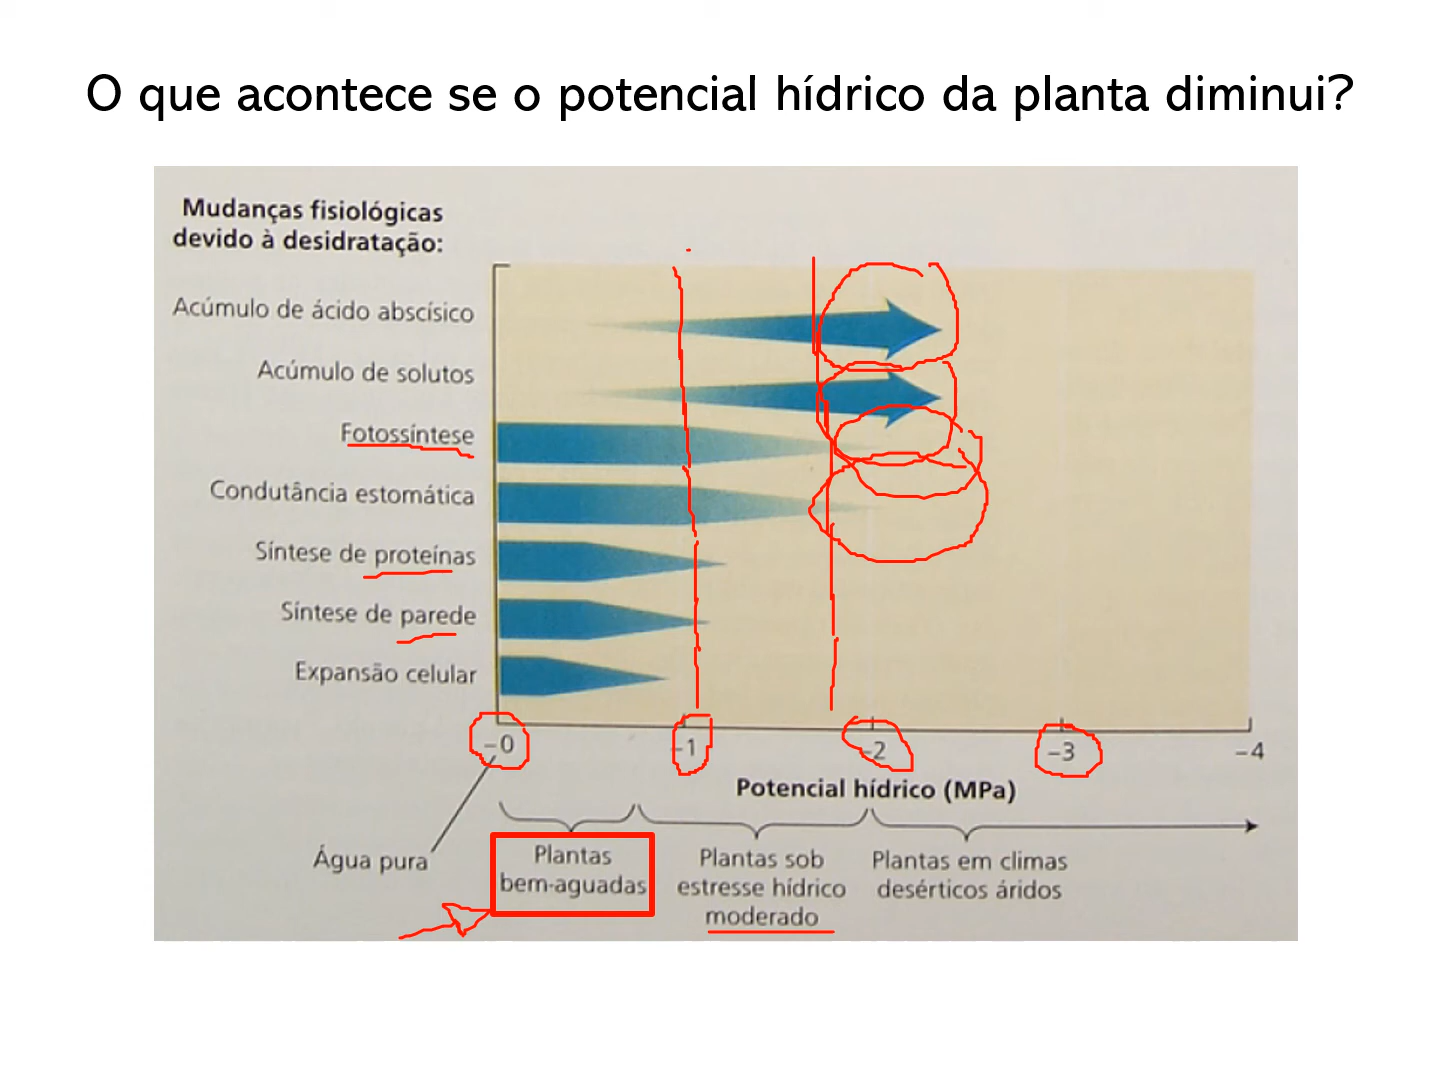 O que acontece se o potencial hídrico da planta diminui?
Mudanças fisiológicas
devido à desidratação:
Acúmulo de ácido abscísico
Acúmulo de solutos
Fotossíntese
Condutância estomática
Síntese de proteínas
Síntese de parede
Expansão celular
–0
–1
–2
–3
–4
Potencial hídrico (MPa)
Água pura
Plantas
bem-aguadas
Plantas sob
estresse hídrico
moderado
Plantas em climas
desérticos áridos